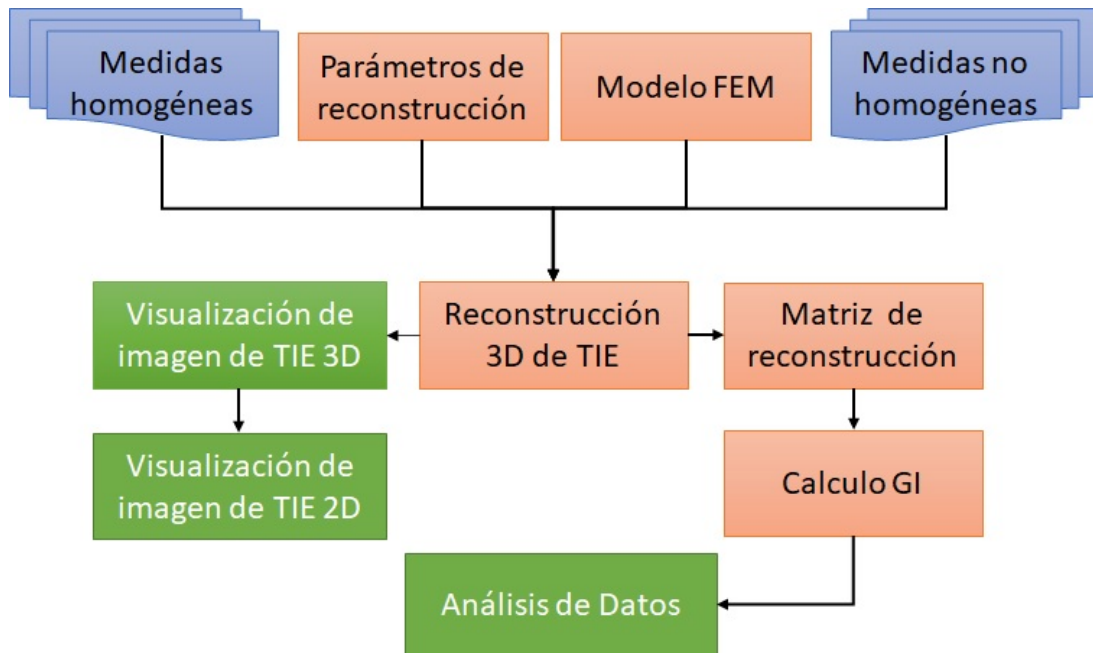 Medidas
homogéneas
Parámetros de
reconstrucción
Modelo FEM
Medidas no
homogéneas
Visualización de
imagen de TIE 3D
Reconstrucción
3D de TIE
Matriz de
reconstrucción
Visualización de
imagen de TIE 2D
Calculo GI
Análisis de Datos